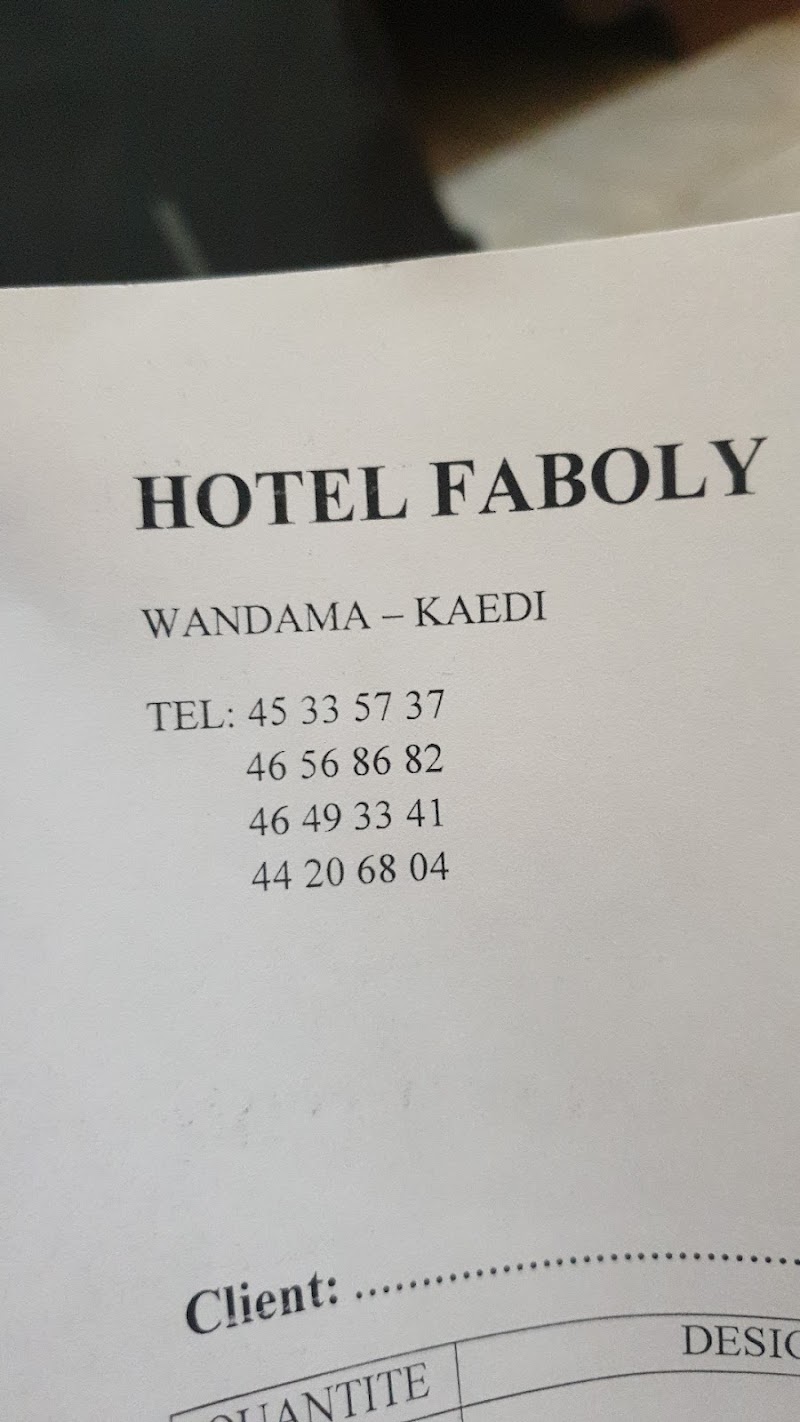 HOTEL FABOLY
WANDAMA – KAEDI
TEL: 45 33 57 37
46 56 86 82
46 49 33 41
44 20 68 04
Client: ........................................
QUANTITE